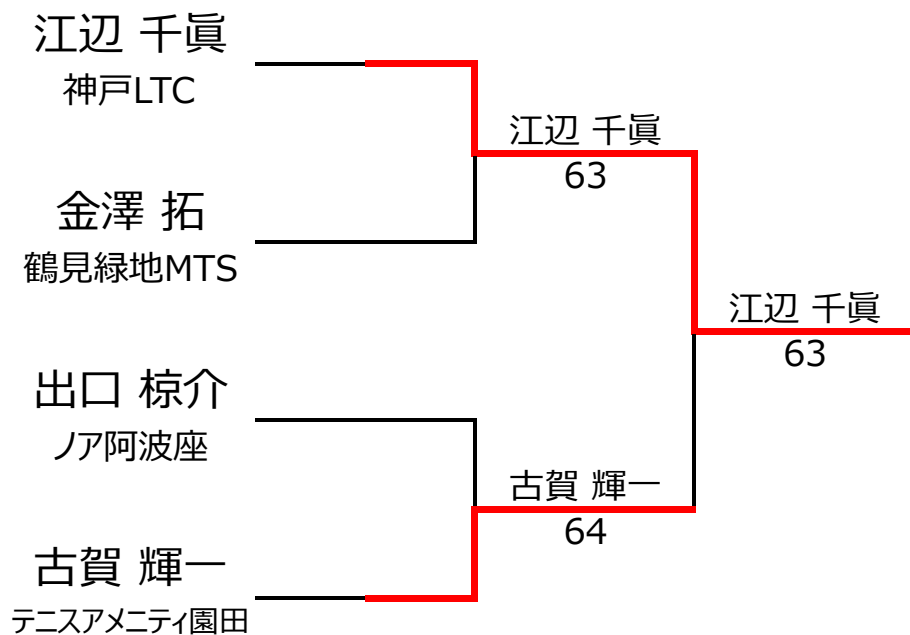 江辺 千眞
神戸LTC
江辺 千眞
63
金澤 拓
鶴見緑地MTS
江辺 千眞
63
出口 椋介
ノア阿波座
古賀 輝一
64
古賀 輝一
テニスアメニティ園田